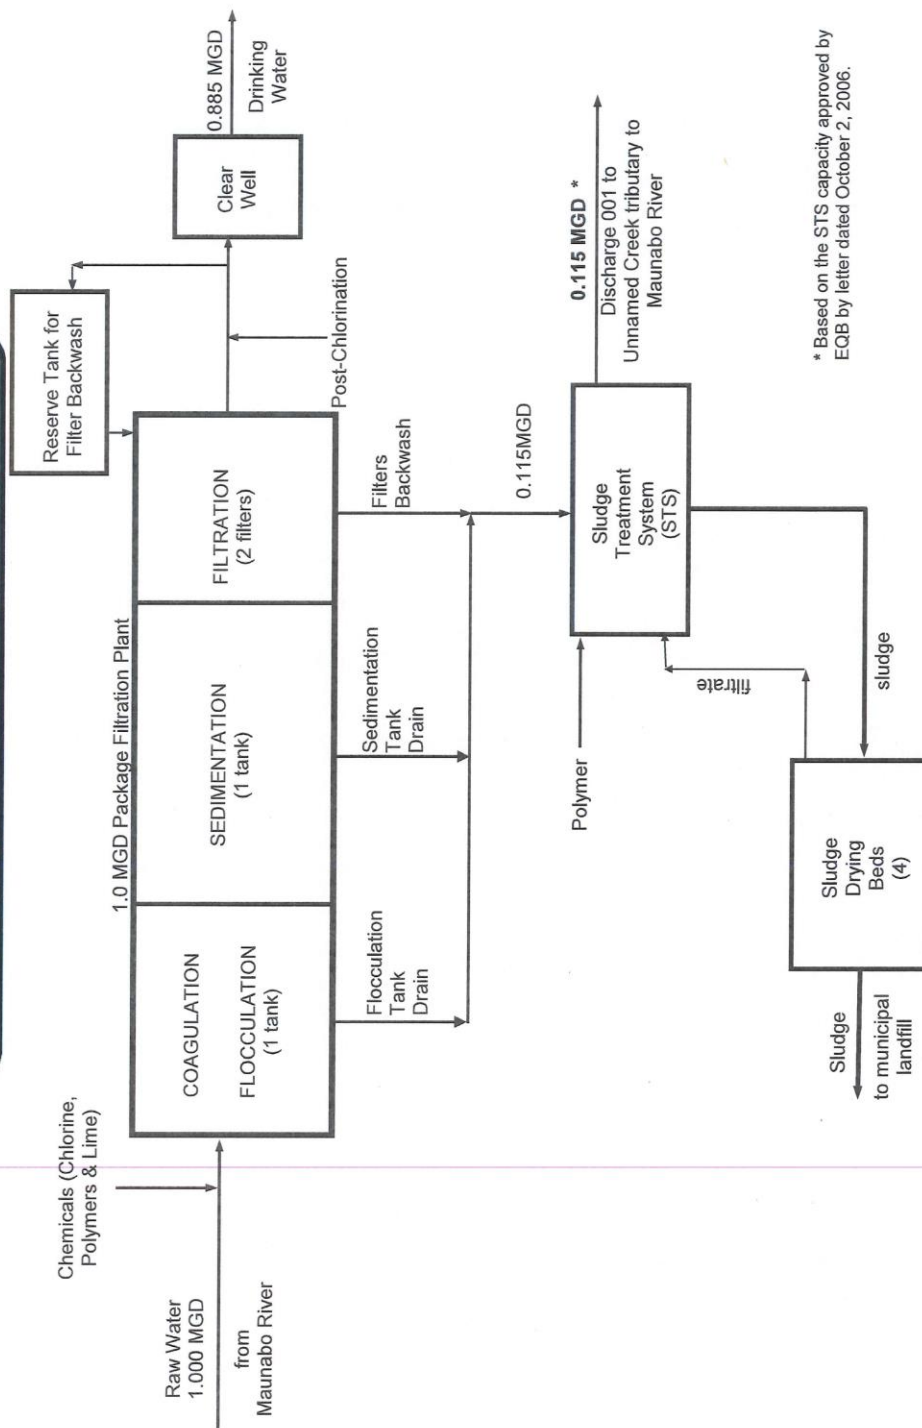 Chemicals (Chlorine,
Polymers & Lime)
Raw Water
1.000 MGD
from
Maunabo River
1.0 MGD Package Filtration Plant
COAGULATION
FLOCCULATION
(1 tank)
SEDIMENTATION
(1 tank)
FILTRATION
(2 filters)
Reserve Tank for
Filter Backwash
Post-Chlorination
Clear
Well
0.885 MGD
Drinking
Water
Flocculation
Tank
Drain
Sedimentation
Tank
Drain
Filters
Backwash
0.115MGD
Polymer
Sludge
Treatment
System
(STS)
0.115 MGD *
Discharge 001 to
Unnamed Creek tributary to
Maunabo River
filtrate
sludge
Sludge
Drying
Beds
(4)
Sludge
to municipal
landfill
* Based on the STS capacity approved by
EQB by letter dated October 2, 2006.